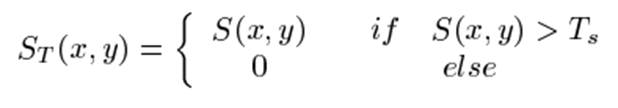 S_T(x, y) = { S(x, y) if S(x, y) > T_s
0 else